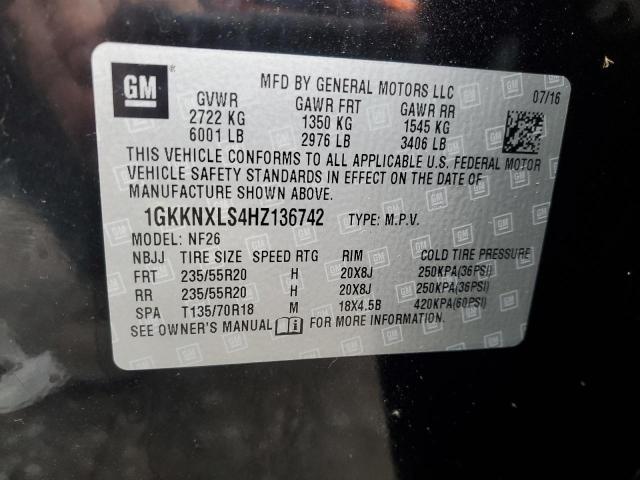 GM
MFD BY GENERAL MOTORS LLC
07/16
GVWR GAWR FRT GAWR RR
2722 KG 1350 KG 1545 KG
6001 LB 2976 LB 3406 LB
THIS VEHICLE CONFORMS TO ALL APPLICABLE U.S. FEDERAL MOTOR
VEHICLE SAFETY STANDARDS IN EFFECT ON THE DATE OF
MANUFACTURE SHOWN ABOVE.
1GKKNXLS4HZ136742 TYPE: M.P.V.
MODEL: NF26
NBJJ TIRE SIZE SPEED RTG RIM COLD TIRE PRESSURE
FRT 235/55R20 H 20X8J 250KPA(36PSI)
RR 235/55R20 H 20X8J 250KPA(36PSI)
SPA T135/70R18 M 18X4.5B 420KPA(60PSI)
SEE OWNER'S MANUAL FOR MORE INFORMATION.